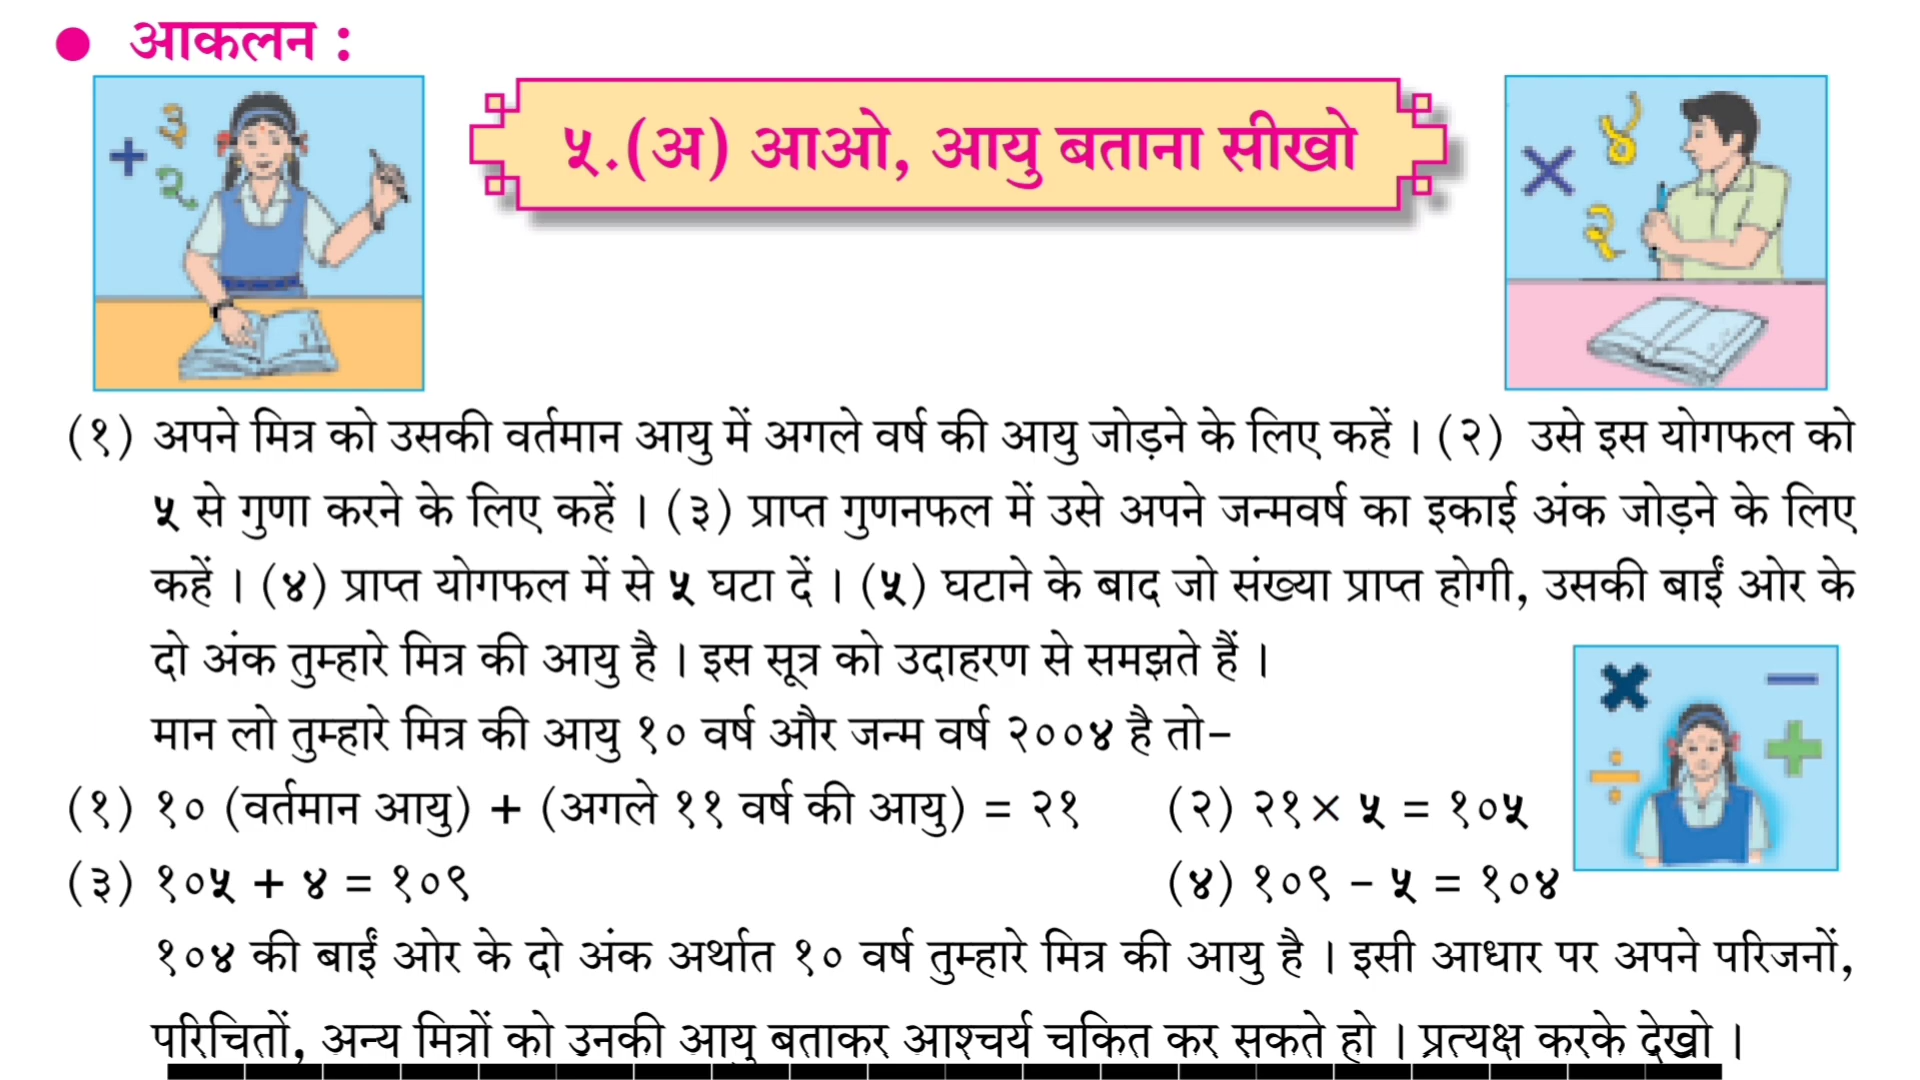 ● आकलन :
+ ३
२
५.(अ) आओ, आयु बताना सीखो
× ४
२
(१) अपने मित्र को उसकी वर्तमान आयु में अगले वर्ष की आयु जोड़ने के लिए कहें । (२) उसे इस योगफल को
५ से गुणा करने के लिए कहें । (३) प्राप्त गुणनफल में उसे अपने जन्मवर्ष का इकाई अंक जोड़ने के लिए
कहें । (४) प्राप्त योगफल में से ५ घटा दें । (५) घटाने के बाद जो संख्या प्राप्त होगी, उसकी बाईं ओर के
दो अंक तुम्हारे मित्र की आयु है । इस सूत्र को उदाहरण से समझते हैं ।
मान लो तुम्हारे मित्र की आयु १० वर्ष और जन्म वर्ष २००४ है तो-
× −
÷ +
(१) १० (वर्तमान आयु) + (अगले ११ वर्ष की आयु) = २१ (२) २१× ५ = १०५
(३) १०५ + ४ = १०९ (४) १०९ – ५ = १०४
१०४ की बाईं ओर के दो अंक अर्थात १० वर्ष तुम्हारे मित्र की आयु है । इसी आधार पर अपने परिजनों,
परिचितों, अन्य मित्रों को उनकी आयु बताकर आश्चर्य चकित कर सकते हो । प्रत्यक्ष करके देखो ।